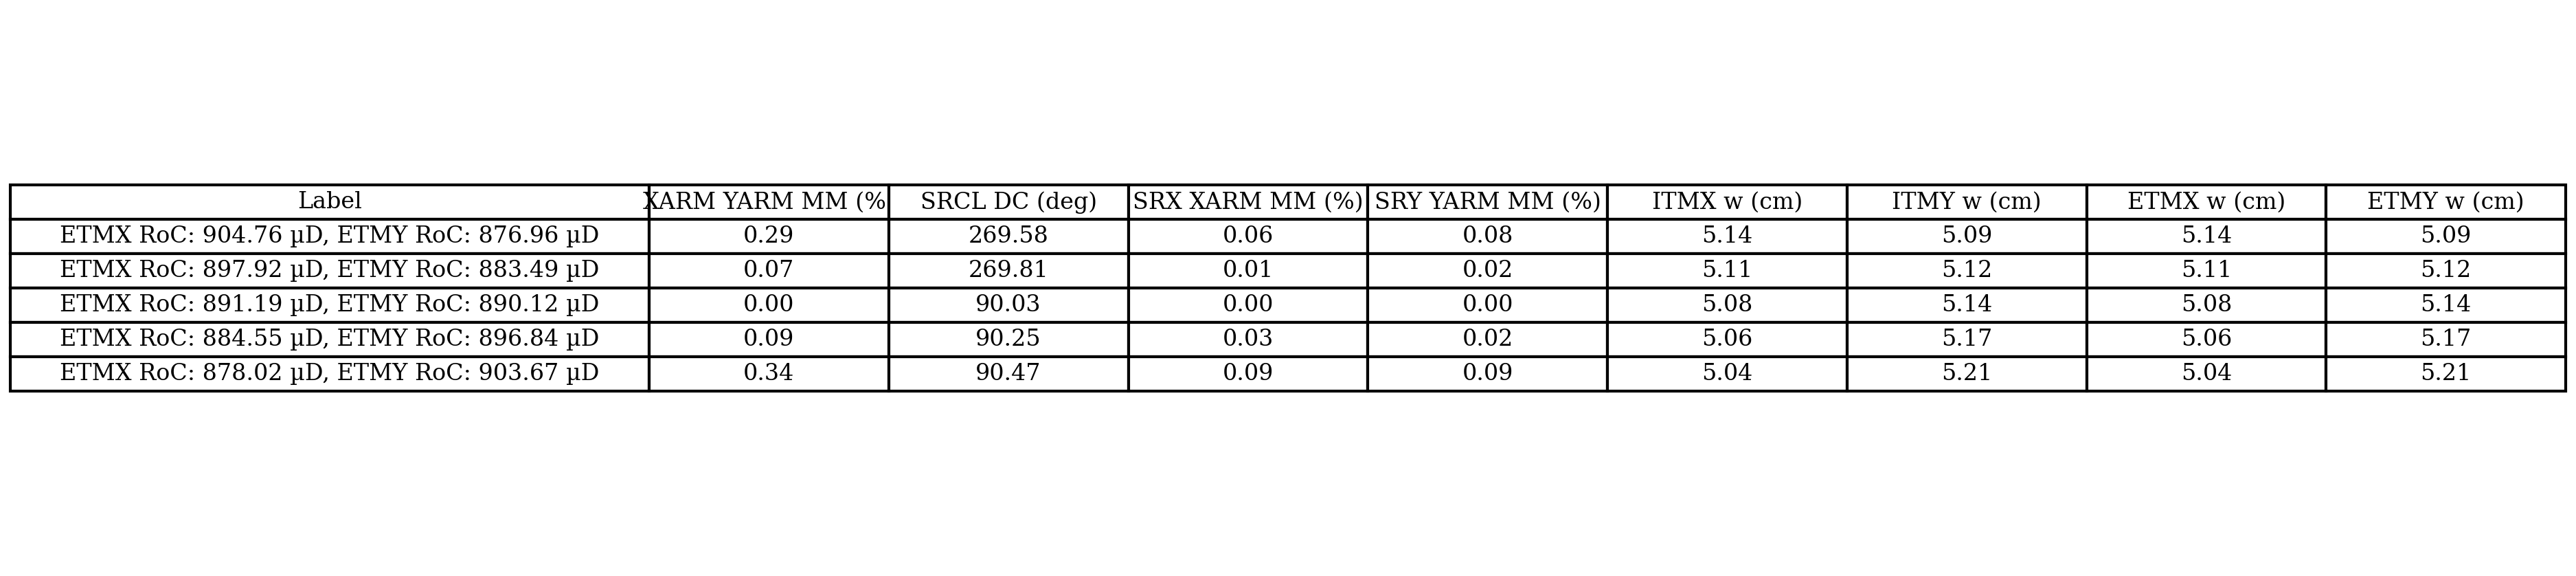 Label XARM YARM MM (% SRCL DC (deg) SRX XARM MM (%) SRY YARM MM (%) ITMX w (cm) ITMY w (cm) ETMX w (cm) ETMY w (cm)
ETMX RoC: 904.76 µD, ETMY RoC: 876.96 µD 0.29 269.58 0.06 0.08 5.14 5.09 5.14 5.09
ETMX RoC: 897.92 µD, ETMY RoC: 883.49 µD 0.07 269.81 0.01 0.02 5.11 5.12 5.11 5.12
ETMX RoC: 891.19 µD, ETMY RoC: 890.12 µD 0.00 90.03 0.00 0.00 5.08 5.14 5.08 5.14
ETMX RoC: 884.55 µD, ETMY RoC: 896.84 µD 0.09 90.25 0.03 0.02 5.06 5.17 5.06 5.17
ETMX RoC: 878.02 µD, ETMY RoC: 903.67 µD 0.34 90.47 0.09 0.09 5.04 5.21 5.04 5.21